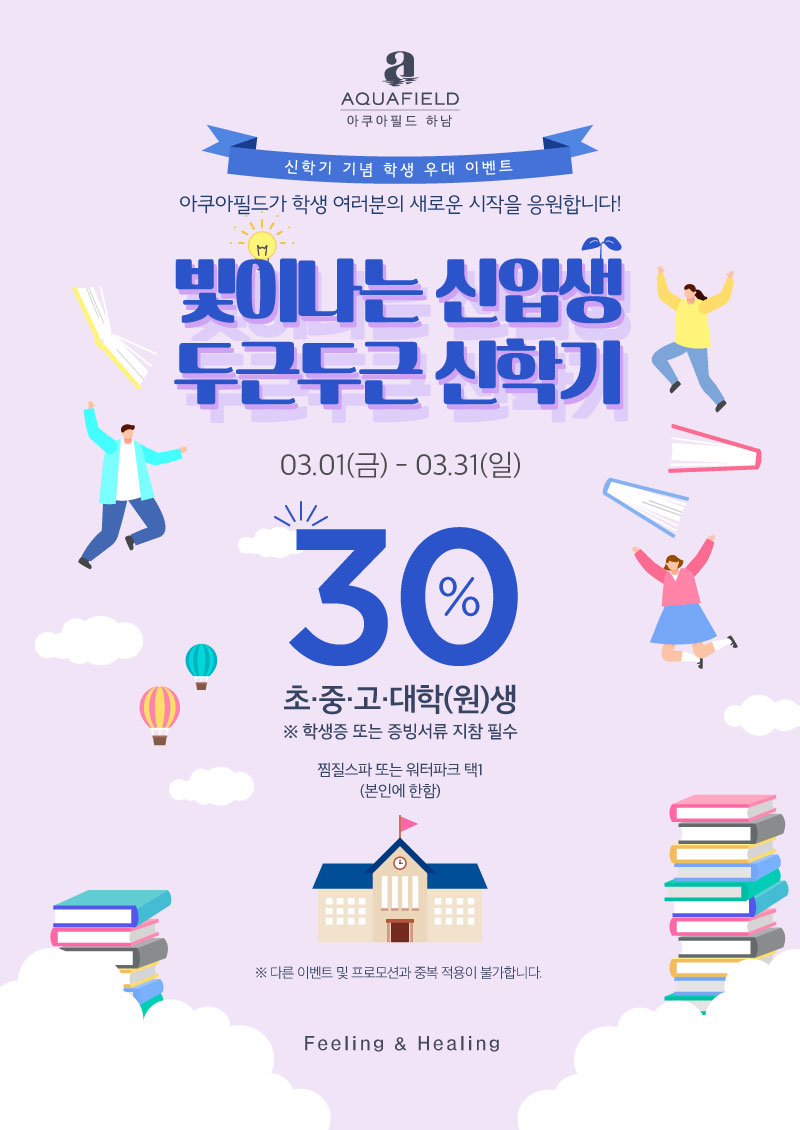 a
AQUAFIELD
아쿠아필드 하남
신학기 기념 학생 우대 이벤트
아쿠아필드가 학생 여러분의 새로운 시작을 응원합니다!
빛이나는 신입생
두근두근 신학기
03.01(금) - 03.31(일)
30%
초·중·고·대학(원)생
※ 학생증 또는 증빙서류 지참 필수
찜질스파 또는 워터파크 택1
(본인에 한함)
※ 다른 이벤트 및 프로모션과 중복 적용이 불가합니다.
Feeling & Healing